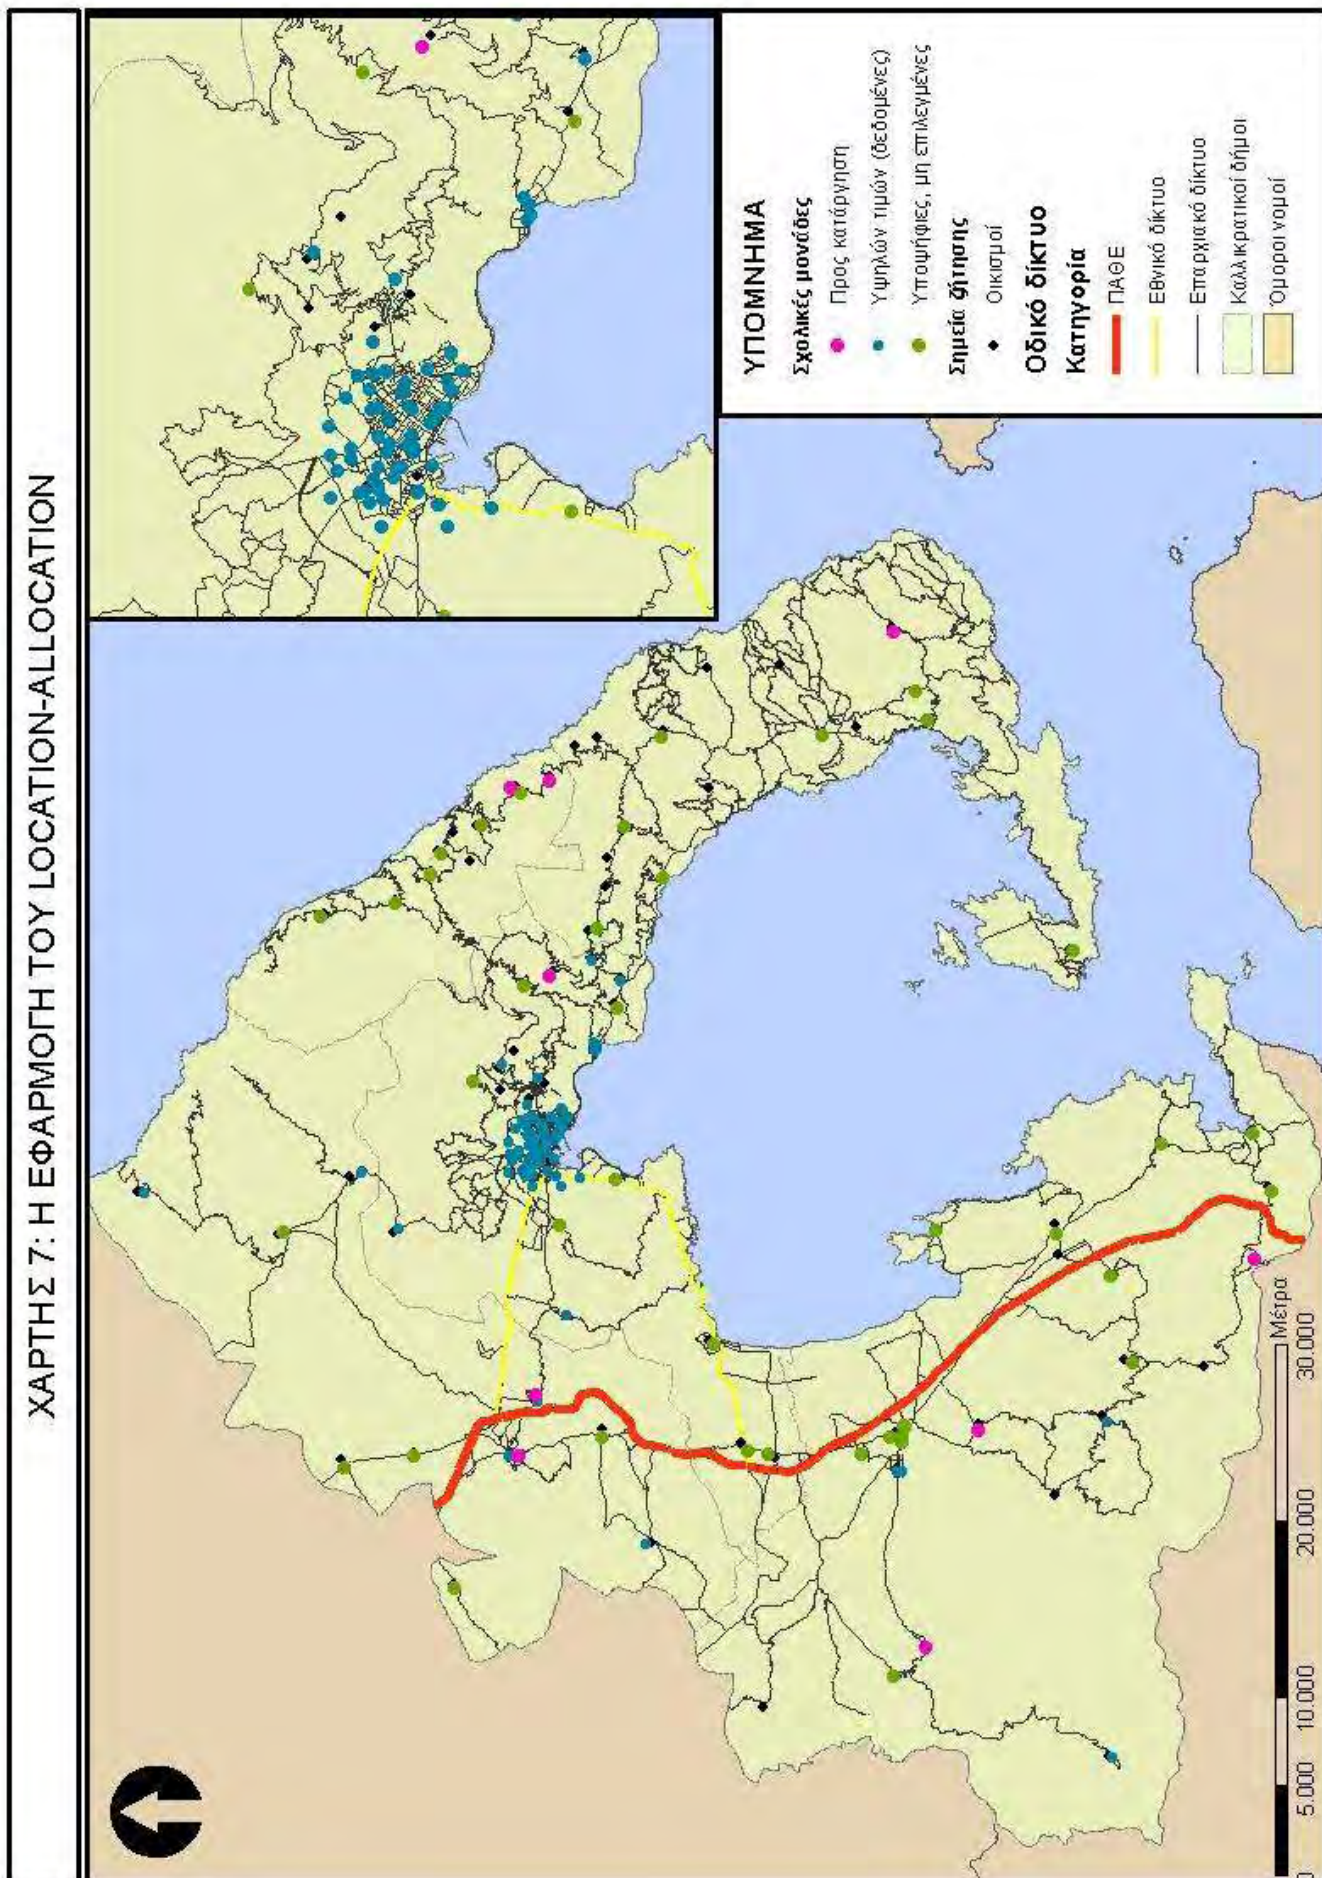 ΧΑΡΤΗΣ 7: Η ΕΦΑΡΜΟΓΗ ΤΟΥ LOCATION-ALLOCATION
ΥΠΟΜΝΗΜΑ
Σχολικές μονάδες
Προς κατάργηση
Υψηλών τιμών (δεδομένες)
Υποψήφιες, μη επιλεγμένες
Σημεία ζήτησης
Οικισμοί
Οδικό δίκτυο
Κατηγορία
ΠΑΘΕ
Εθνικό δίκτυο
Επαρχιακό δίκτυο
Καλλικρατικοί δήμοι
Όμοροι νομοί
0 5.000 10.000 20.000 30.000
Μέτρα